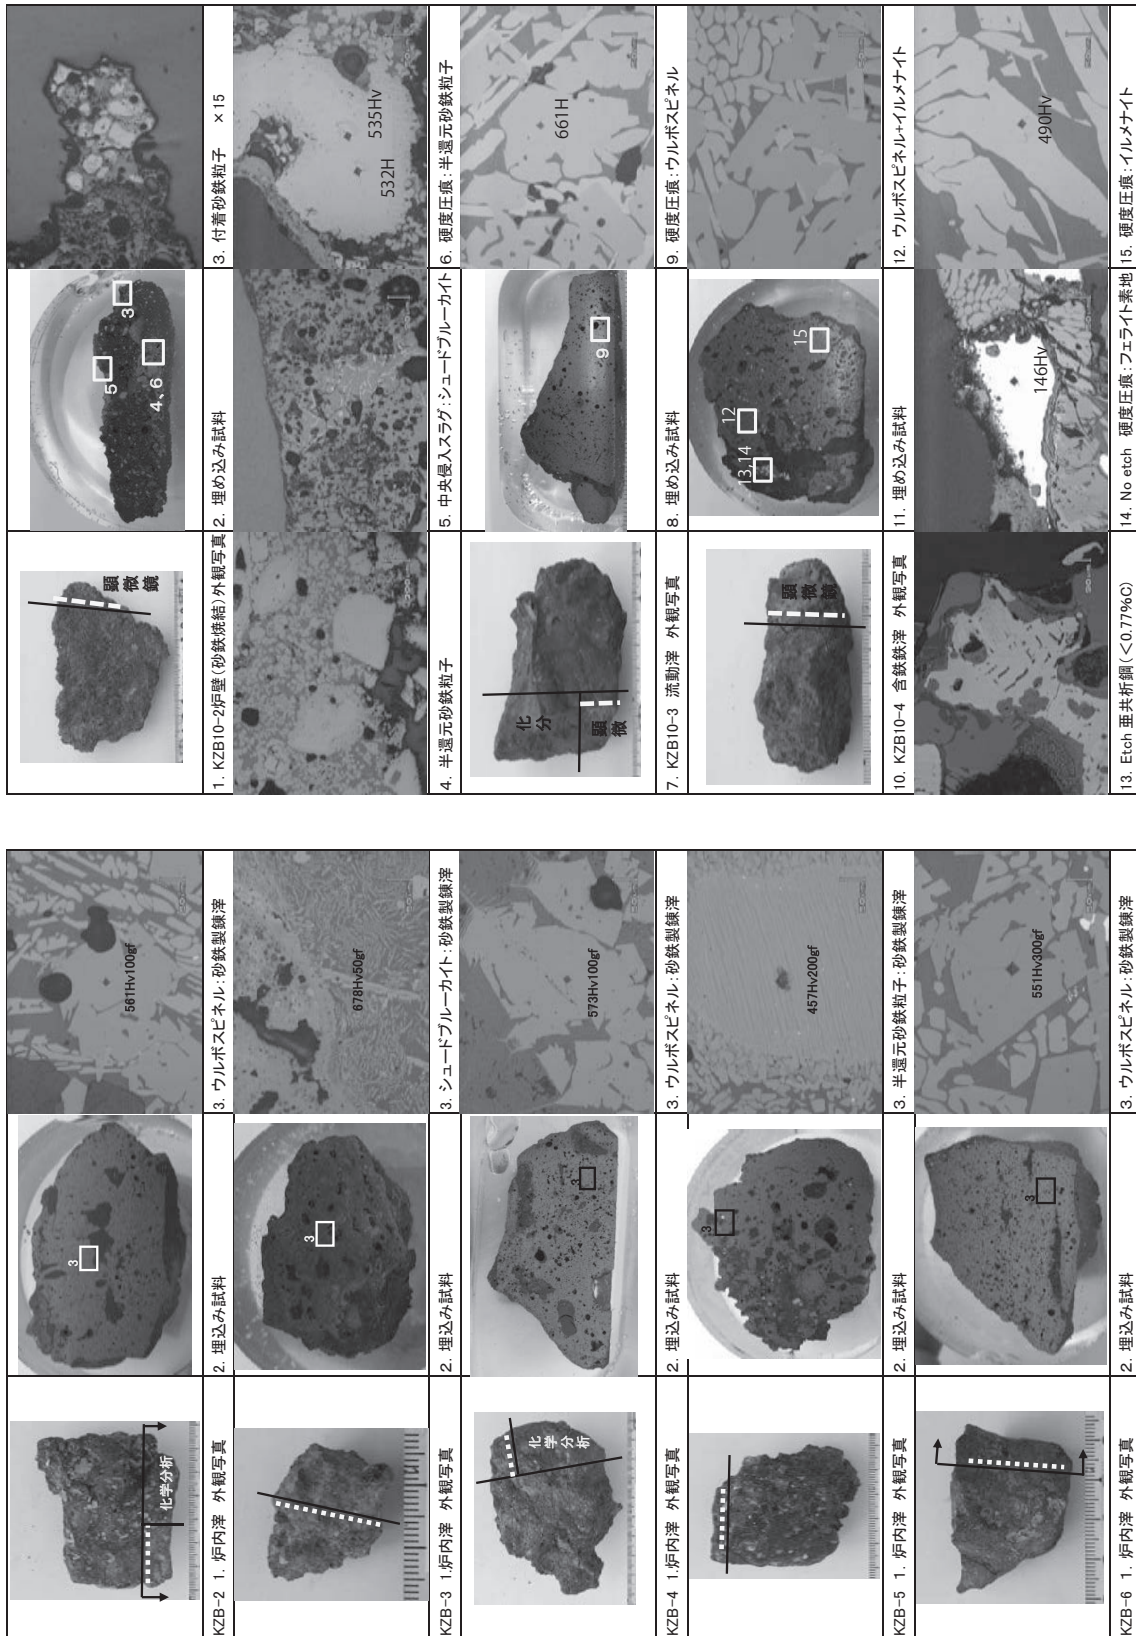 化学分析
3
561Hv100gf
KZB-2 1. 炉内滓 外観写真
2. 埋込み試料
3. ウルボスピネル:砂鉄製錬滓
3
678Hv50gf
KZB-3 1.炉内滓 外観写真
2. 埋込み試料
3. シュードブルーカイト:砂鉄製錬滓
化学分析
3
573Hv100gf
KZB-4 1.炉内滓 外観写真
2. 埋込み試料
3. ウルボスピネル:砂鉄製錬滓
3
457Hv200gf
KZB-5 1. 炉内滓 外観写真
2. 埋込み試料
3. 半還元砂鉄粒子:砂鉄製錬滓
3
551Hv300gf
KZB-6 1. 炉内滓 外観写真
2. 埋込み試料
3. ウルボスピネル:砂鉄製錬滓
顕微鏡
5
4、6
3
1. KZB10-2炉壁(砂鉄焼結)外観写真
2. 埋め込み試料
3. 付着砂鉄粒子 ×15
532H
535Hv
4. 半還元砂鉄粒子
5. 中央侵入スラグ:シュードブルーカイト
6. 硬度圧痕:半還元砂鉄粒子
化分
顕微
9
661H
7. KZB10-3 流動滓 外観写真
8. 埋め込み試料
9. 硬度圧痕:ウルボスピネル
顕微鏡
13,14
12
15
10. KZB10-4 含鉄鉄滓 外観写真
11. 埋め込み試料
12. ウルボスピネル+イルメナイト
146Hv
490Hv
13. Etch 亜共析鋼(<0.77%C)
14. No etch 硬度圧痕:フェライト素地
15. 硬度圧痕:イルメナイト